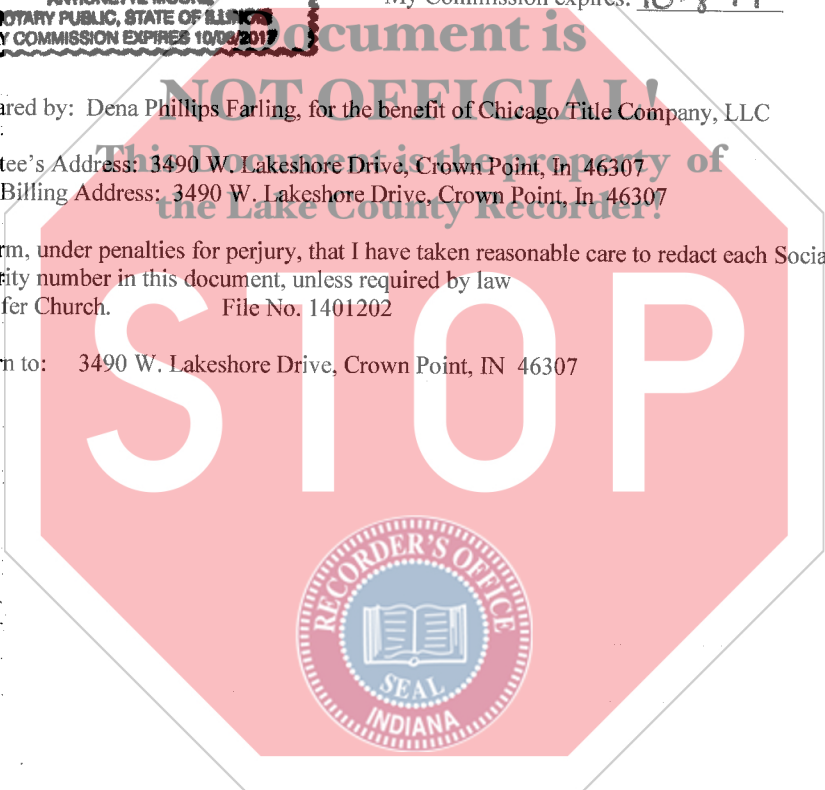 My Commission expires:
NOTARY PUBLIC, STATE OF ILLINOIS
Y COMMISSION EXPIRES 10/08/2017
Document is
NOT OFFICIAL!
This Document is the property of
the Lake County Recorder!
ared by: Dena Phillips Farling, for the benefit of Chicago Title Company, LLC
tee's Address: 3490 W. Lakeshore Drive, Crown Point, In 46307
Billing Address: 3490 W. Lakeshore Drive, Crown Point, In 46307
rm, under penalties for perjury, that I have taken reasonable care to redact each Socia
rity number in this document, unless required by law
fer Church. File No. 1401202
n to: 3490 W. Lakeshore Drive, Crown Point, IN 46307
STOP
RECORDER'S OFFICE
SEAL
INDIANA